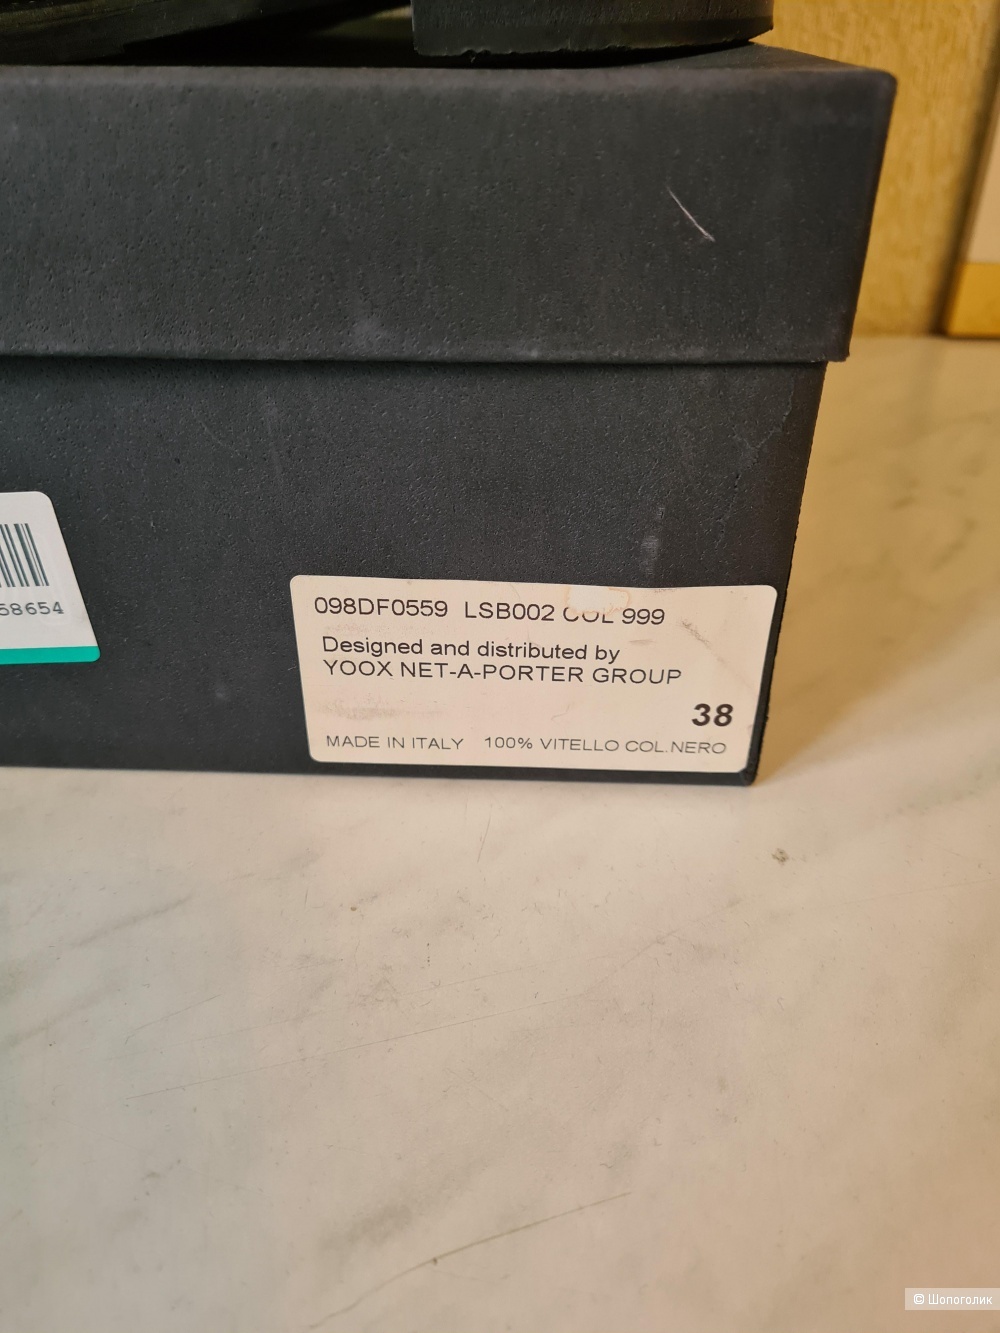 58654
098DF0559 LSB002 COL 999
Designed and distributed by
YOOX NET-A-PORTER GROUP
38
MADE IN ITALY 100% VITELLO COL.NERO
© Шопоголик